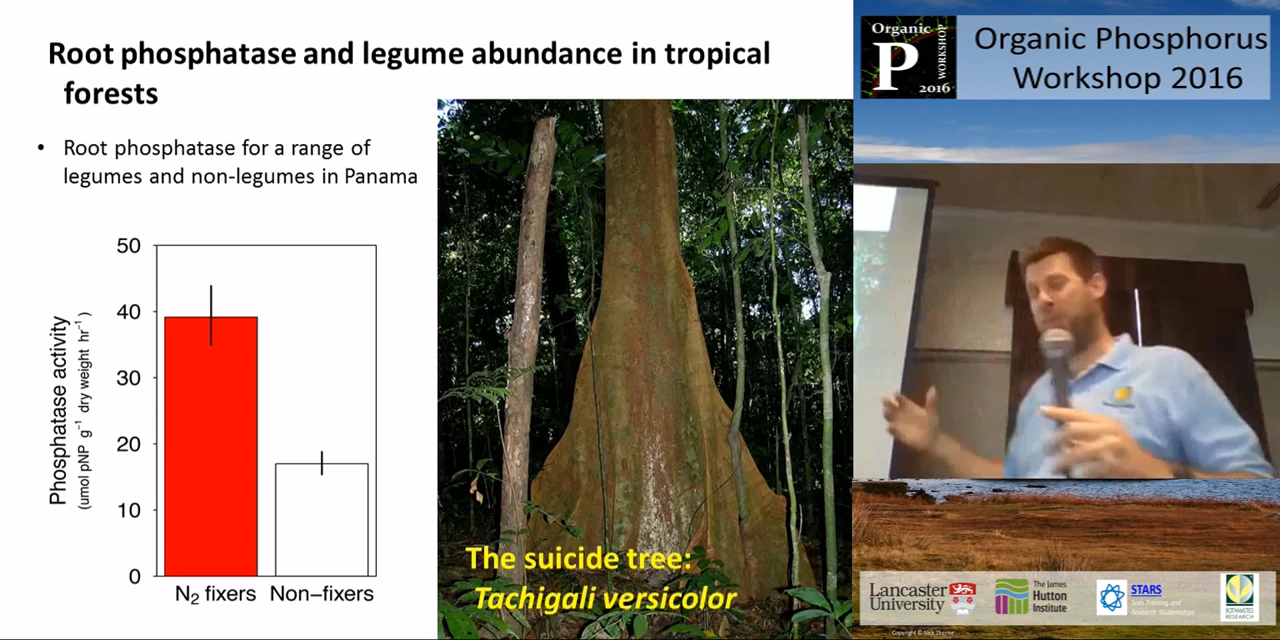 Root phosphatase and legume abundance in tropical
forests
• Root phosphatase for a range of
legumes and non-legumes in Panama
Phosphatase activity
(umol pNP g⁻¹ dry weight hr⁻¹)
50
40
30
20
10
0
N₂ fixers Non−fixers
The suicide tree:
Tachigali versicolor
Organic
P
WORKSHOP
2016
Organic Phosphorus
Workshop 2016
Lancaster
University
The James
Hutton
Institute
STARS
Soils Training and
Research Studentships
ROTHAMSTED
RESEARCH
Copyright © Nick Thorne